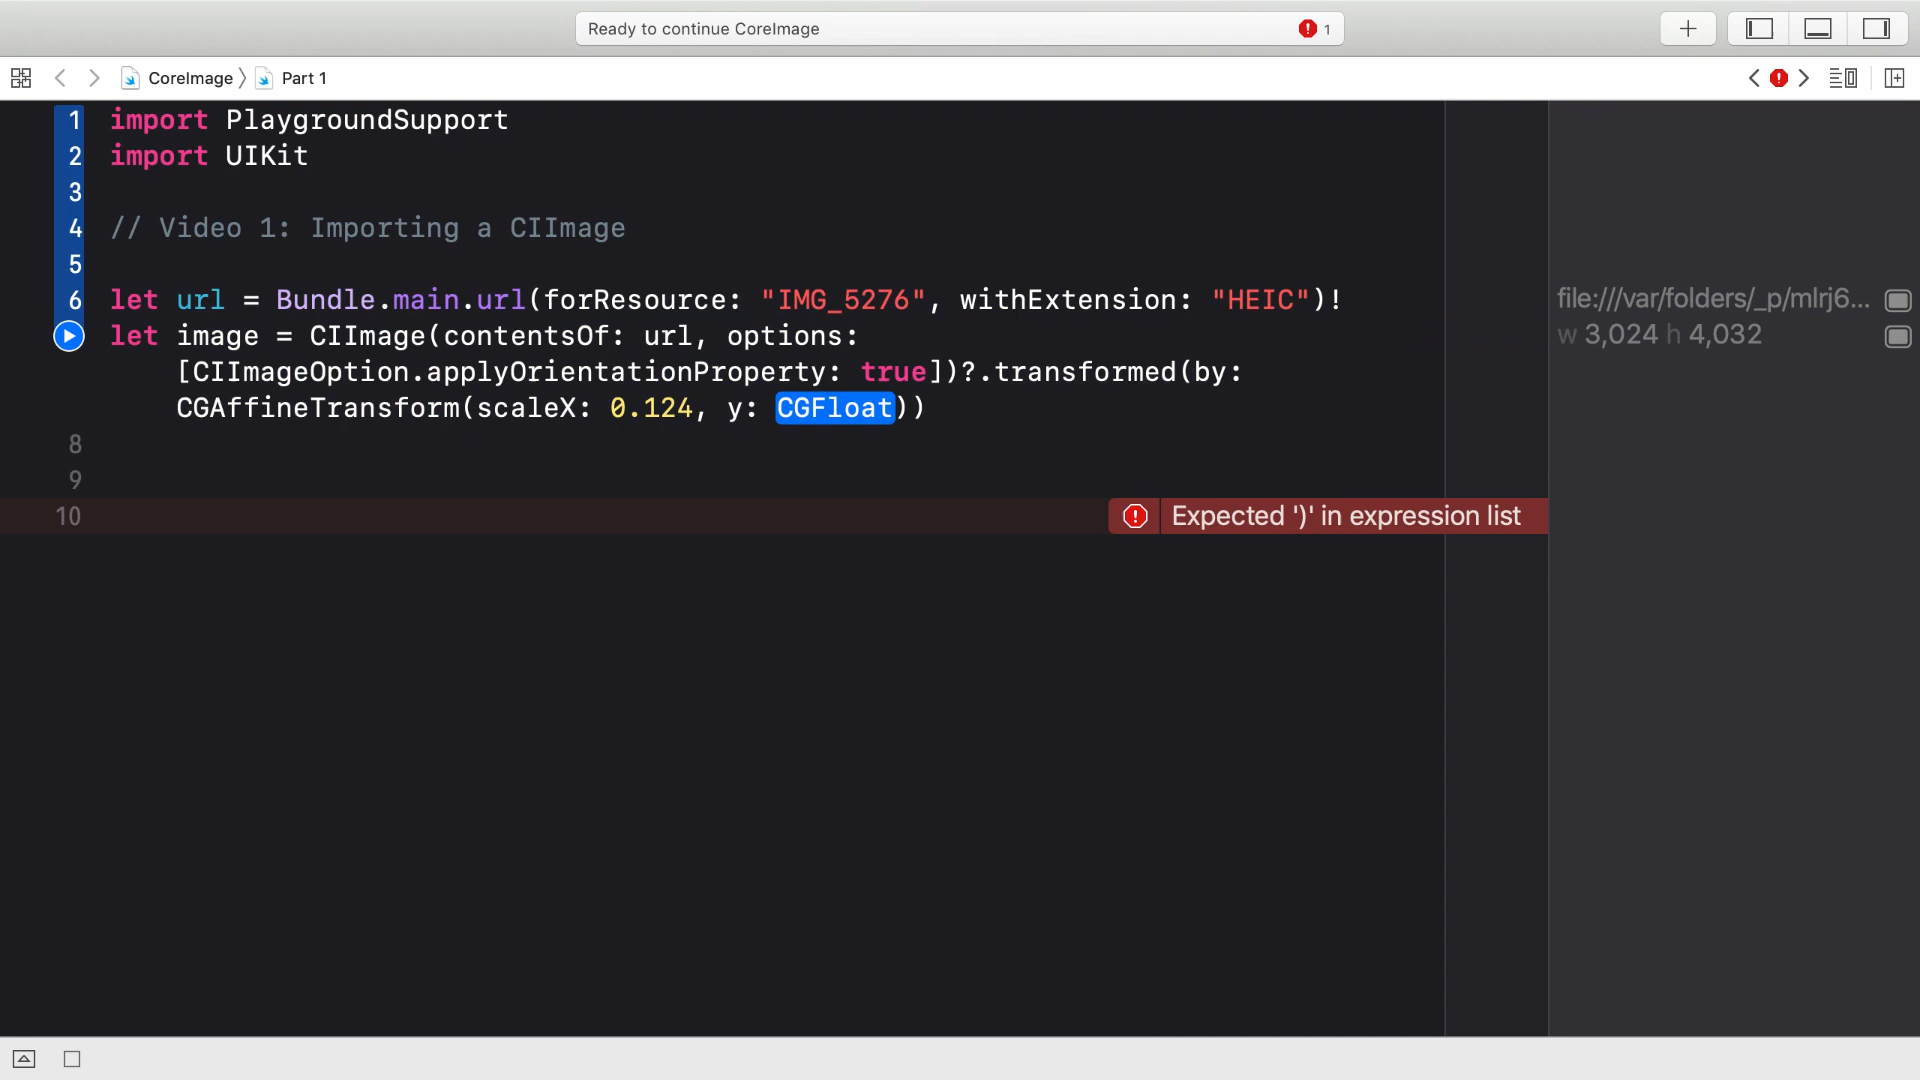 Ready to continue CoreImage 1
CoreImage Part 1
1 import PlaygroundSupport
2 import UIKit
3
4 // Video 1: Importing a CIImage
5
6 let url = Bundle.main.url(forResource: "IMG_5276", withExtension: "HEIC")! file:///var/folders/_p/mlrj6...
let image = CIImage(contentsOf: url, options: w 3,024 h 4,032
[CIImageOption.applyOrientationProperty: true])?.transformed(by:
CGAffineTransform(scaleX: 0.124, y: CGFloat))
8
9
10 Expected ')' in expression list